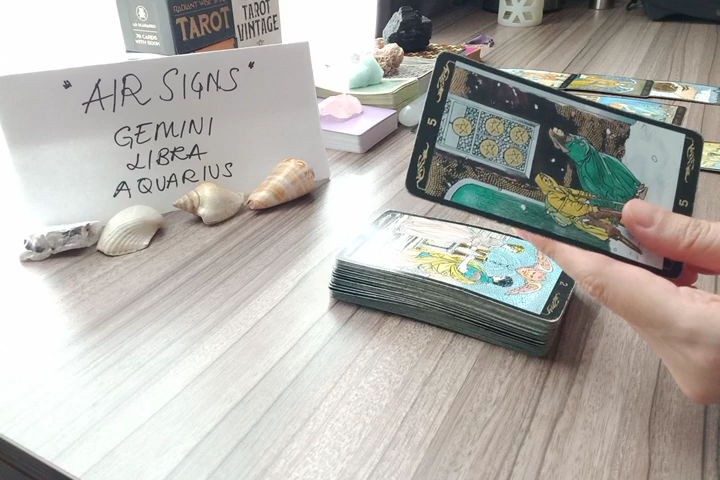 TAROT
TAROT
VINTAGE
"AIR SIGNS"
GEMINI
LIBRA
AQUARIUS
5
5
2